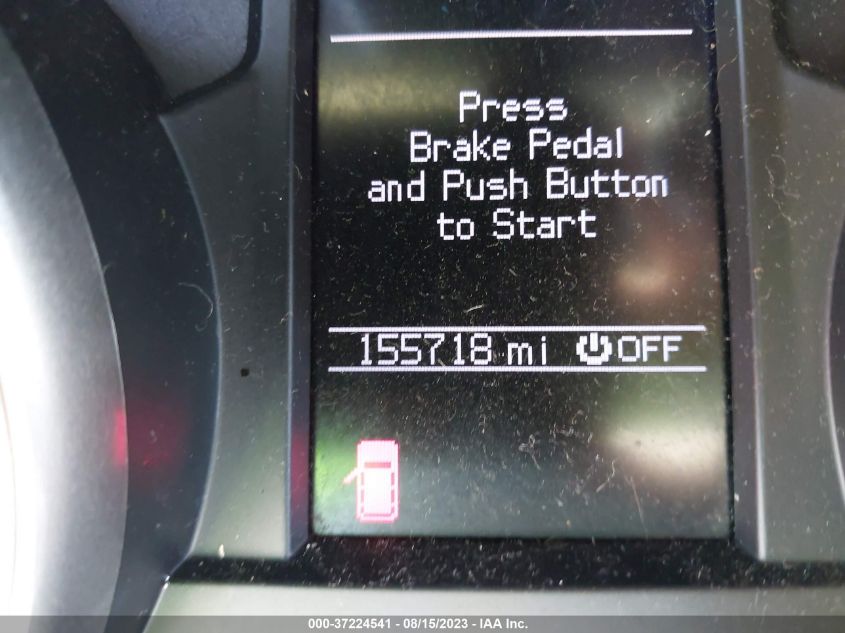 Press
Brake Pedal
and Push Button
to Start
155718 mi OFF
000-37224541 - 08/15/2023 - IAA Inc.